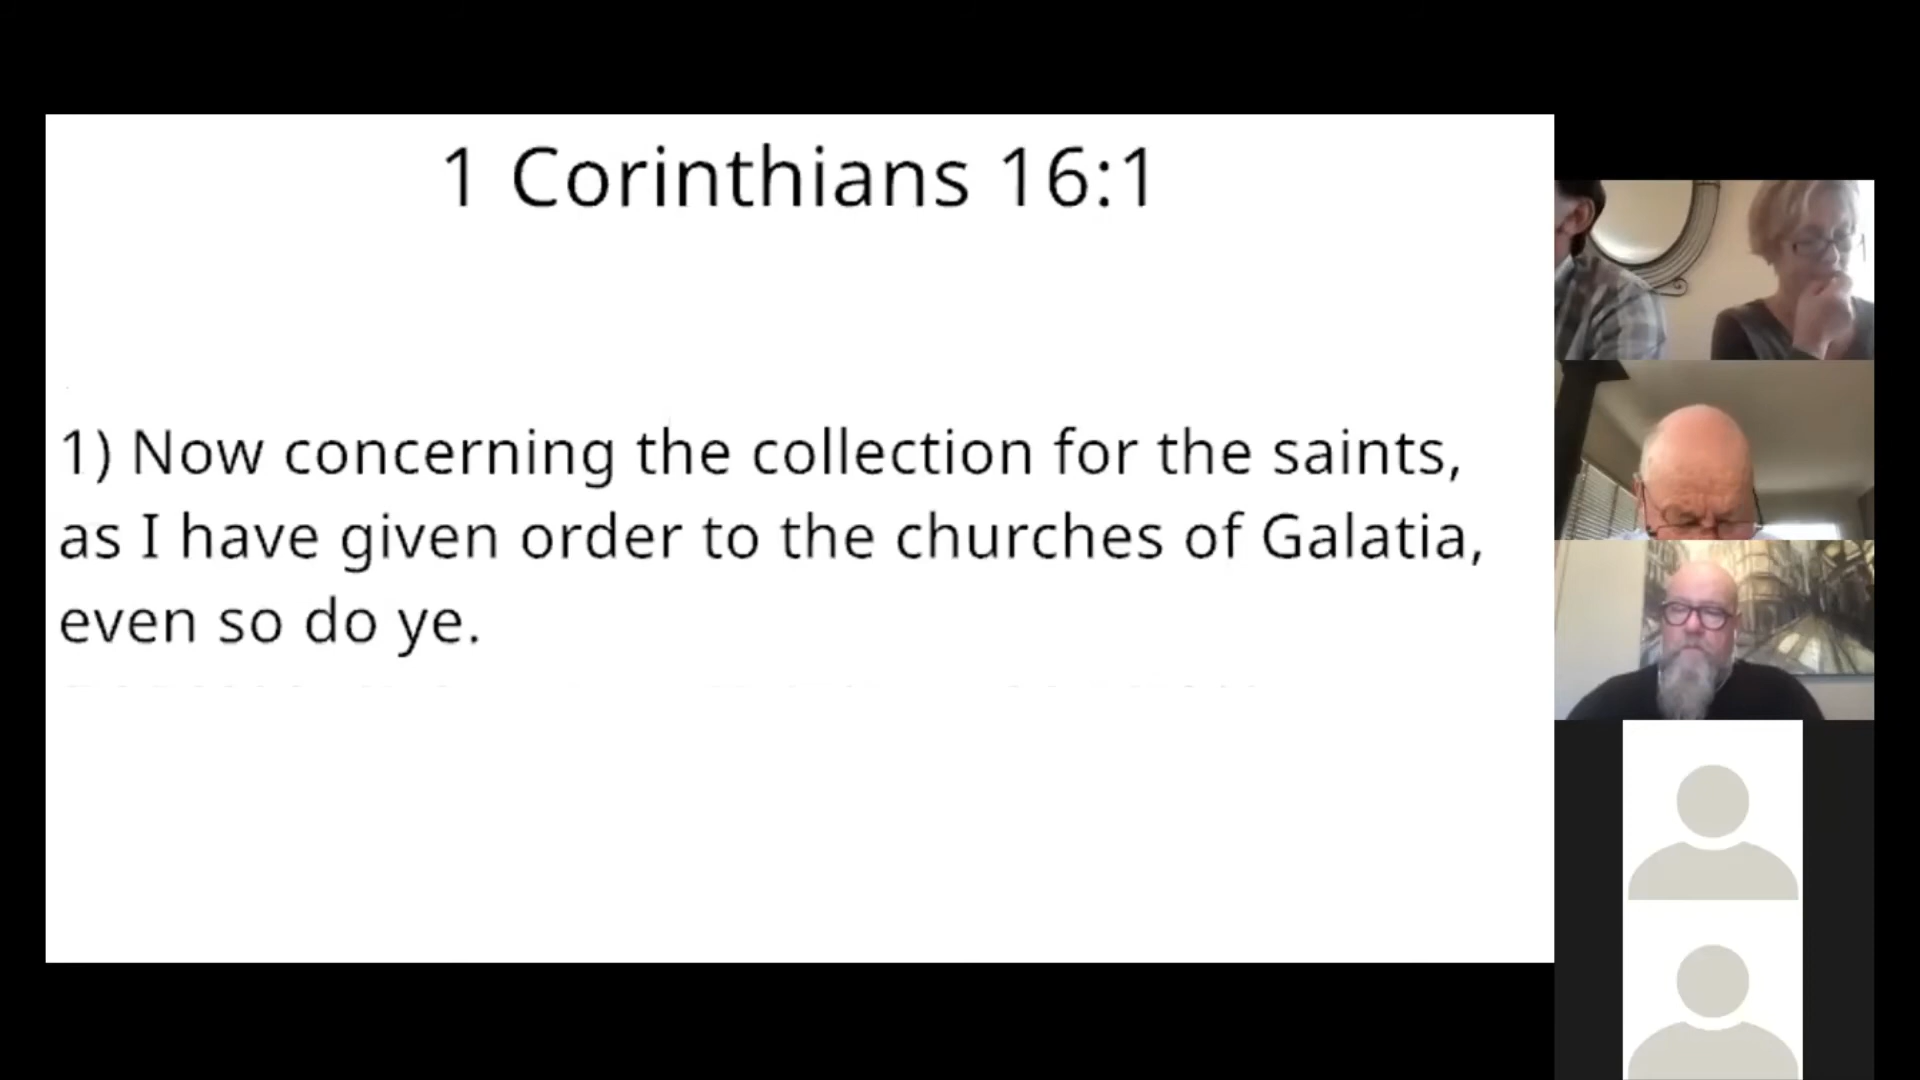 1 Corinthians 16:1
1) Now concerning the collection for the saints,
as I have given order to the churches of Galatia,
even so do ye.